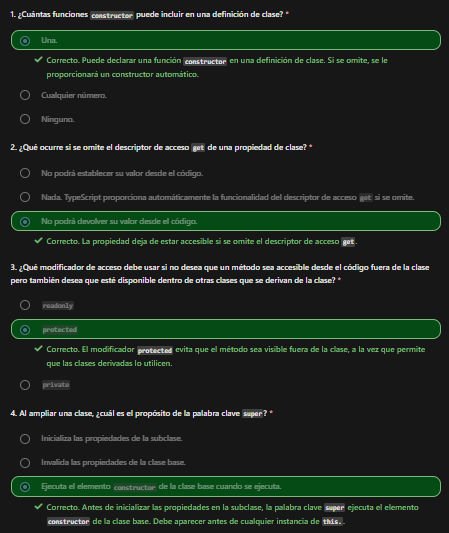 1. ¿Cuántas funciones constructor puede incluir en una definición de clase? *
Una.
Correcto. Puede declarar una función constructor en una definición de clase. Si se omite, se le
proporcionará un constructor automático.
Cualquier número.
Ninguno.
2. ¿Qué ocurre si se omite el descriptor de acceso get de una propiedad de clase? *
No podrá establecer su valor desde el código.
Nada. TypeScript proporciona automáticamente la funcionalidad del descriptor de acceso get si se omite.
No podrá devolver su valor desde el código.
Correcto. La propiedad deja de estar accesible si se omite el descriptor de acceso get.
3. ¿Qué modificador de acceso debe usar si no desea que un método sea accesible desde el código fuera de la clase
pero también desea que esté disponible dentro de otras clases que se derivan de la clase? *
readonly
protected
Correcto. El modificador protected evita que el método sea visible fuera de la clase, a la vez que permite
que las clases derivadas lo utilicen.
private
4. Al ampliar una clase, ¿cuál es el propósito de la palabra clave super? *
Inicializa las propiedades de la subclase.
Invalida las propiedades de la clase base.
Ejecuta el elemento constructor de la clase base cuando se ejecuta.
Correcto. Antes de inicializar las propiedades en la subclase, la palabra clave super ejecuta el elemento
constructor de la clase base. Debe aparecer antes de cualquier instancia de this.